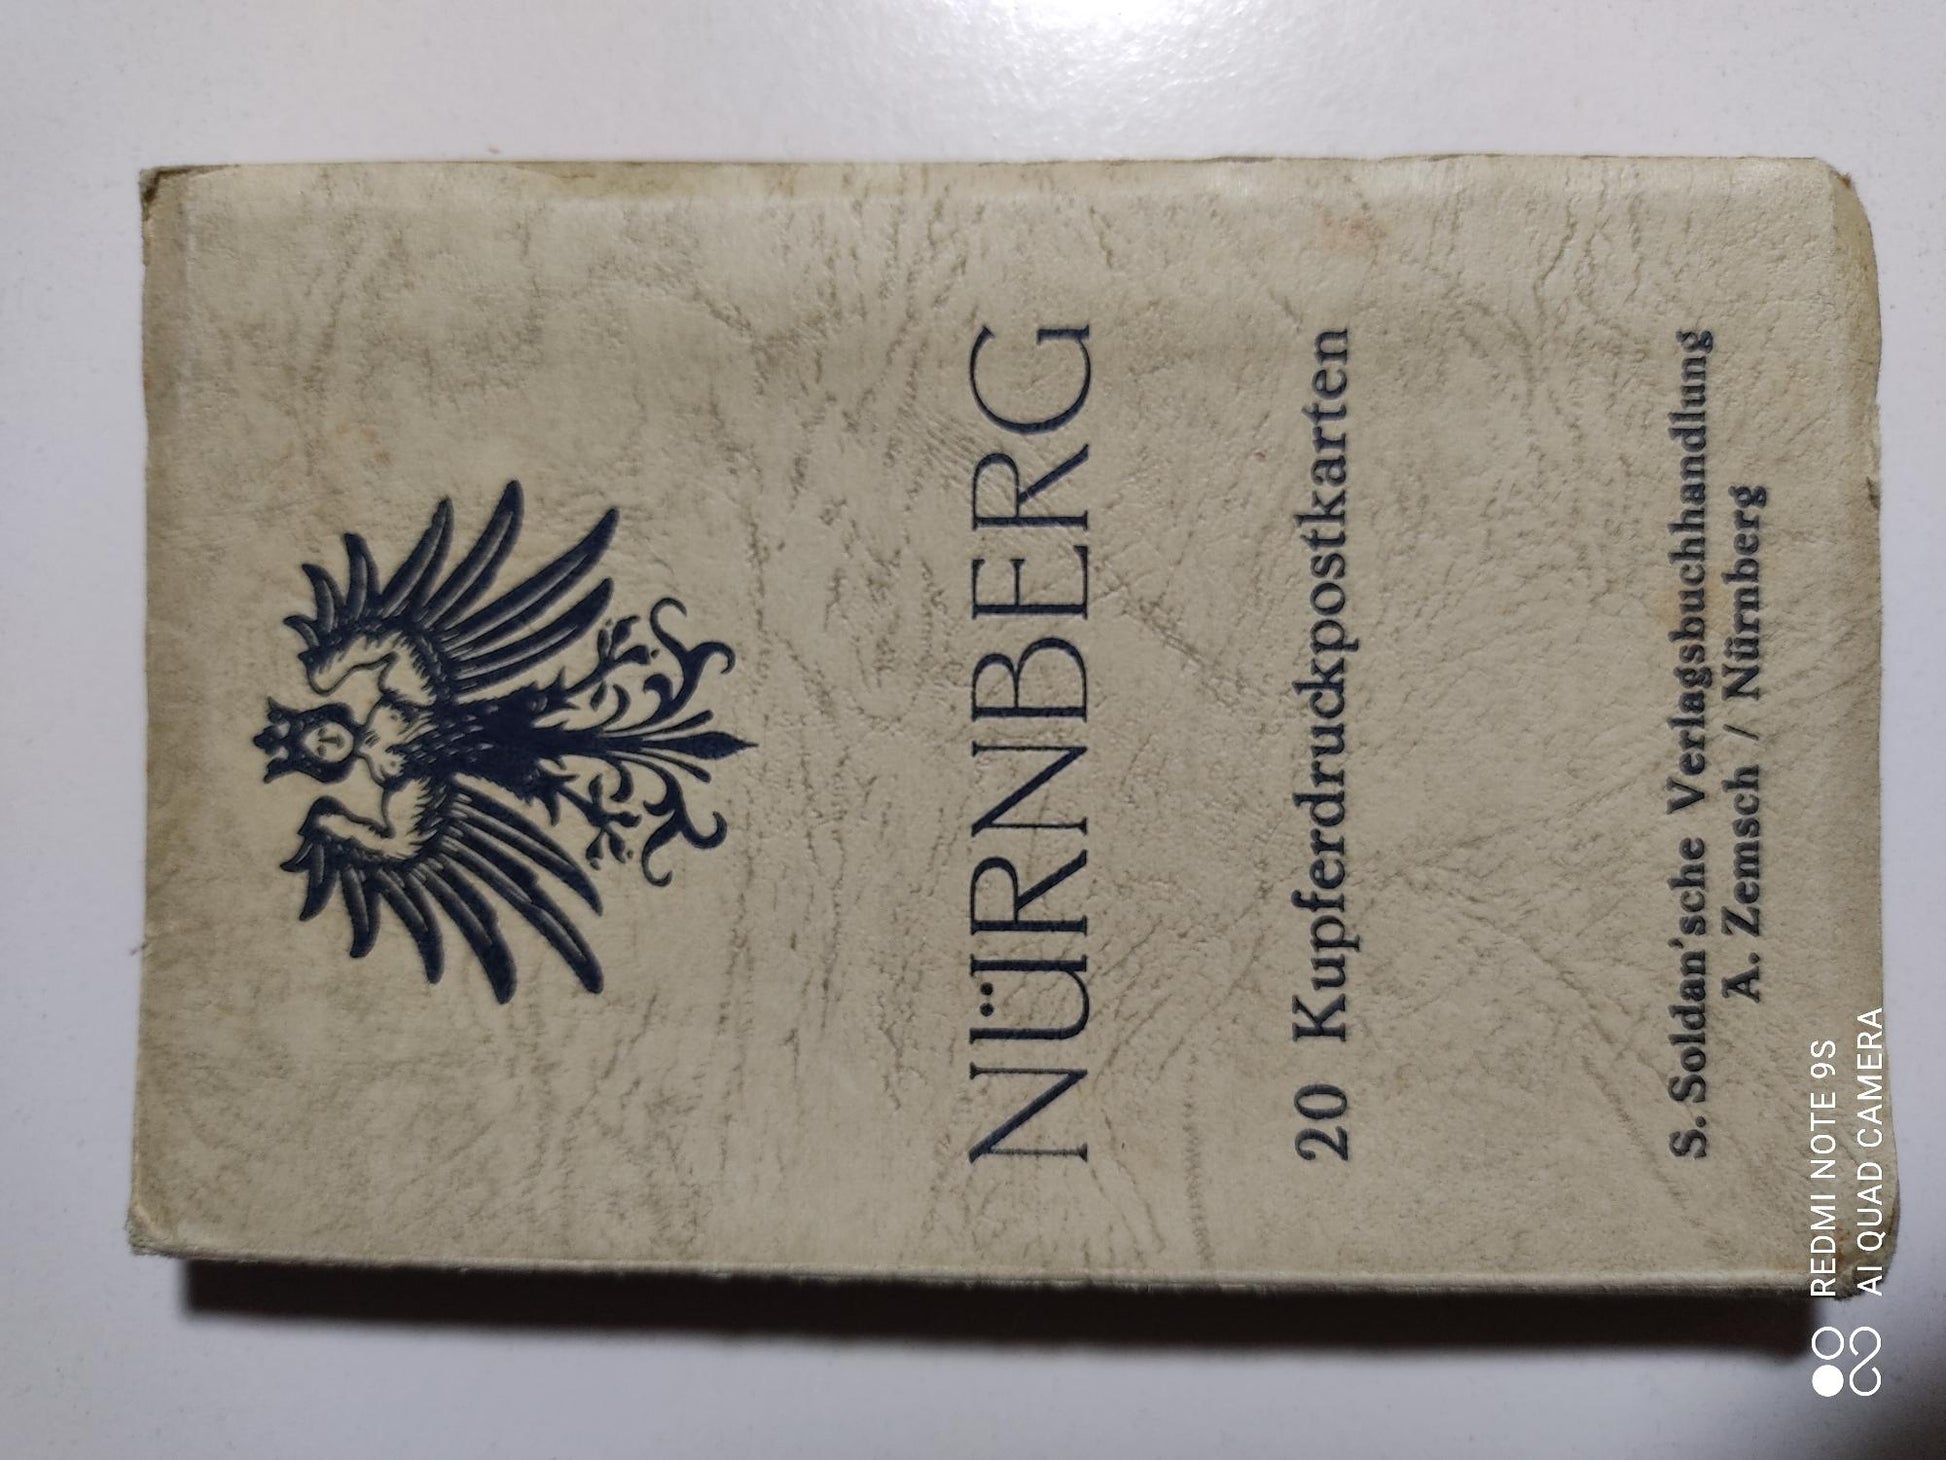 NÜRNBERG
20 Kupferdruckpostkarten
S. Soldan'sche Verlagsbuchhandlung
A. Zemsch / Nürnberg
REDMI NOTE 9S
AI QUAD CAMERA